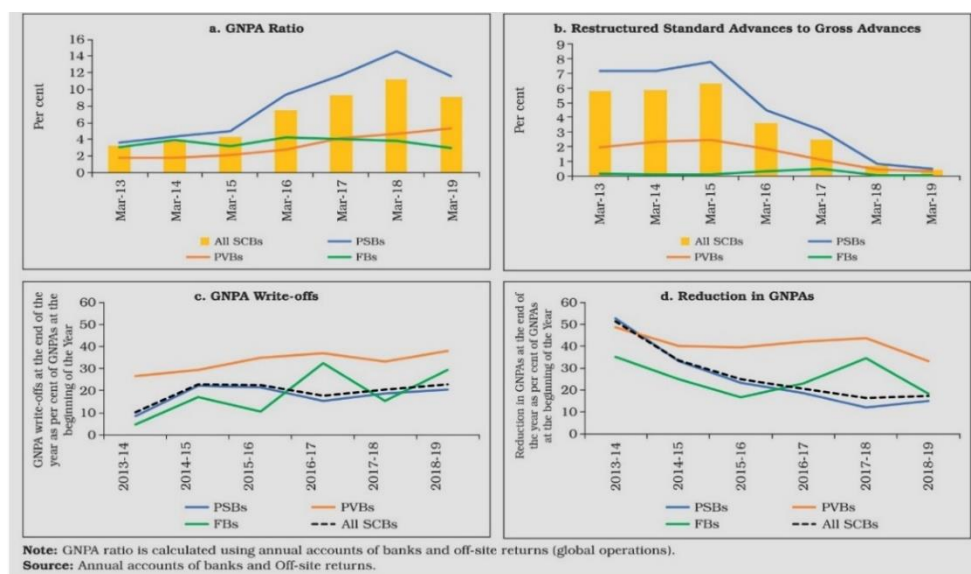 a. GNPA Ratio
Per cent
16
14
12
10
8
6
4
2
0
Mar-13
Mar-14
Mar-15
Mar-16
Mar-17
Mar-18
Mar-19
All SCBs
PSBs
PVBs
FBs
b. Restructured Standard Advances to Gross Advances
Per cent
9
8
7
6
5
4
3
2
1
0
Mar-13
Mar-14
Mar-15
Mar-16
Mar-17
Mar-18
Mar-19
All SCBs
PSBs
PVBs
FBs
c. GNPA Write-offs
GNPA write-offs at the end of the
year as per cent of GNPAs at the
beginning of the Year
60
50
40
30
20
10
0
2013-14
2014-15
2015-16
2016-17
2017-18
2018-19
PSBs
PVBs
FBs
All SCBs
d. Reduction in GNPAs
Reduction in GNPAs at the end of
the year as per cent of GNPAs
at the beginning of the Year
60
50
40
30
20
10
0
2013-14
2014-15
2015-16
2016-17
2017-18
2018-19
PSBs
PVBs
FBs
All SCBs
Note: GNPA ratio is calculated using annual accounts of banks and off-site returns (global operations).
Source: Annual accounts of banks and Off-site returns.